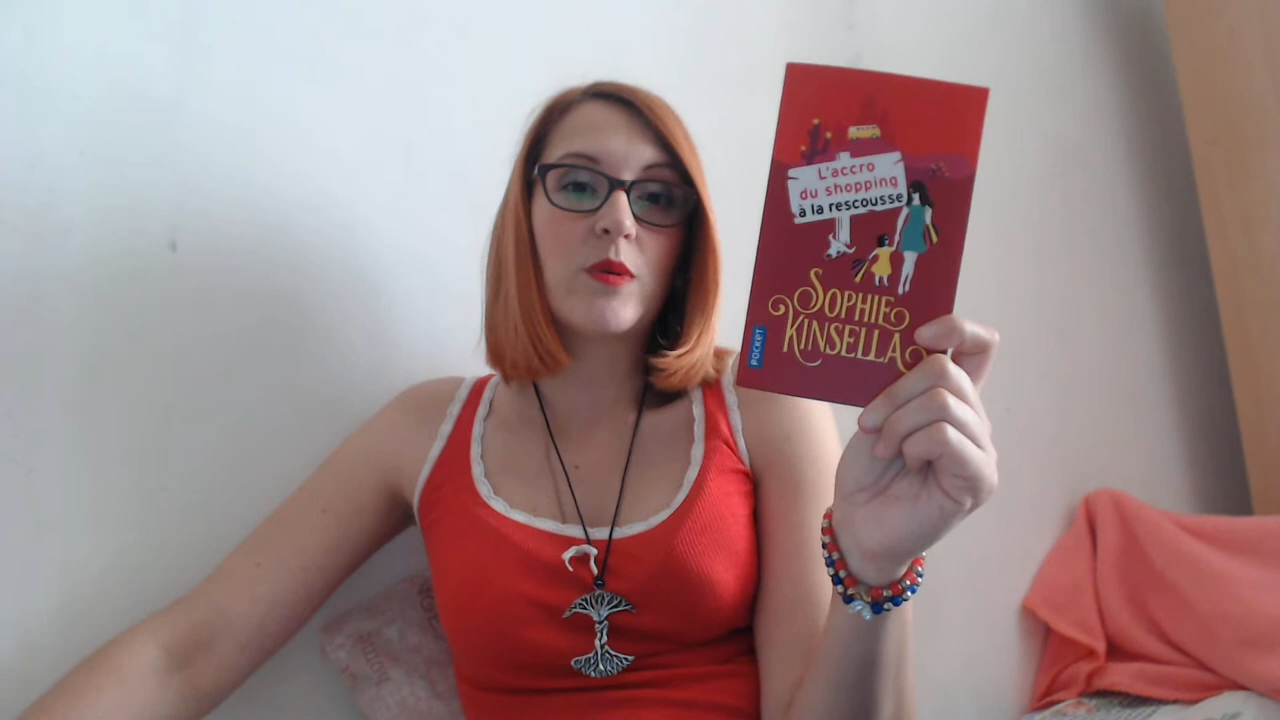 L'accro
du shopping
à la rescousse
SOPHIE
KINSELLA
POCKET